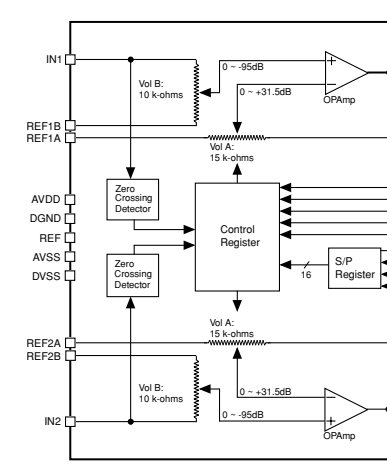 IN1
Vol B:
10 k-ohms
0 ~ -95dB
0 ~ +31.5dB
+
−
OPAmp
REF1B
REF1A
Vol A:
15 k-ohms
Zero
Crossing
Detector
AVDD
DGND
REF
AVSS
DVSS
Control
Register
Zero
Crossing
Detector
16
S/P
Register
Vol A:
15 k-ohms
REF2A
REF2B
Vol B:
10 k-ohms
0 ~ +31.5dB
0 ~ -95dB
−
+
OPAmp
IN2